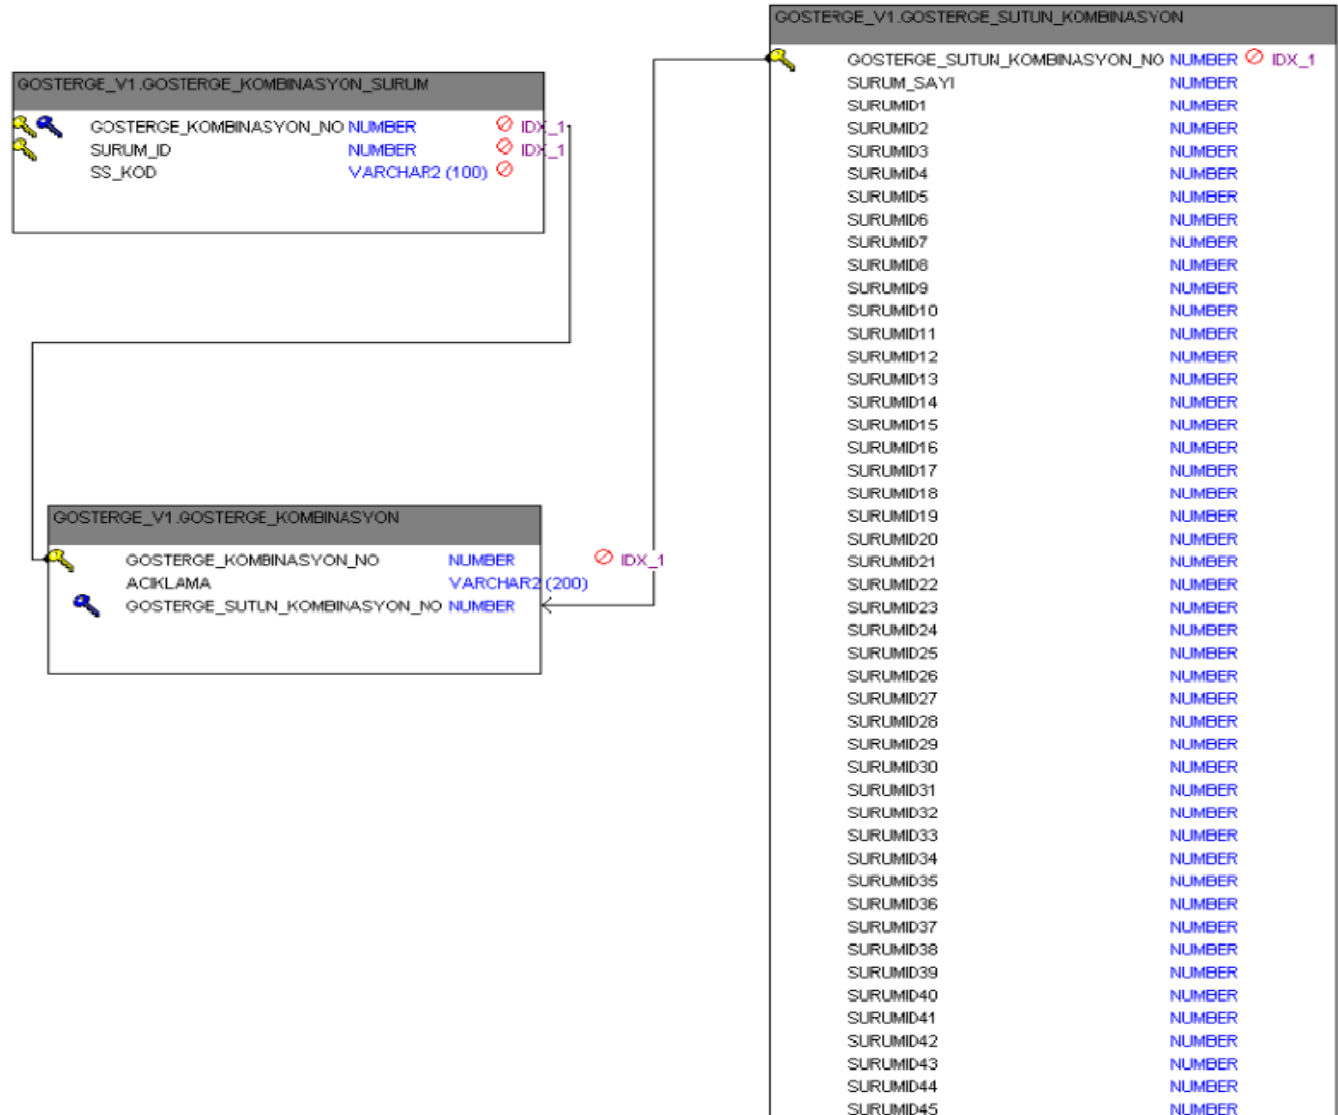 GOSTERGE_V1.GOSTERGE_KOMBINASYON_SURUM
GOSTERGE_KOMBINASYON_NO NUMBER IDX_1
SURUM_ID NUMBER IDX_1
SS_KOD VARCHAR2 (100)
GOSTERGE_V1.GOSTERGE_KOMBINASYON
GOSTERGE_KOMBINASYON_NO NUMBER IDX_1
ACIKLAMA VARCHAR2 (200)
GOSTERGE_SUTUN_KOMBINASYON_NO NUMBER
GOSTERGE_V1.GOSTERGE_SUTUN_KOMBINASYON
GOSTERGE_SUTUN_KOMBINASYON_NO NUMBER IDX_1
SURUM_SAYI NUMBER
SURUMID1 NUMBER
SURUMID2 NUMBER
SURUMID3 NUMBER
SURUMID4 NUMBER
SURUMID5 NUMBER
SURUMID6 NUMBER
SURUMID7 NUMBER
SURUMID8 NUMBER
SURUMID9 NUMBER
SURUMID10 NUMBER
SURUMID11 NUMBER
SURUMID12 NUMBER
SURUMID13 NUMBER
SURUMID14 NUMBER
SURUMID15 NUMBER
SURUMID16 NUMBER
SURUMID17 NUMBER
SURUMID18 NUMBER
SURUMID19 NUMBER
SURUMID20 NUMBER
SURUMID21 NUMBER
SURUMID22 NUMBER
SURUMID23 NUMBER
SURUMID24 NUMBER
SURUMID25 NUMBER
SURUMID26 NUMBER
SURUMID27 NUMBER
SURUMID28 NUMBER
SURUMID29 NUMBER
SURUMID30 NUMBER
SURUMID31 NUMBER
SURUMID32 NUMBER
SURUMID33 NUMBER
SURUMID34 NUMBER
SURUMID35 NUMBER
SURUMID36 NUMBER
SURUMID37 NUMBER
SURUMID38 NUMBER
SURUMID39 NUMBER
SURUMID40 NUMBER
SURUMID41 NUMBER
SURUMID42 NUMBER
SURUMID43 NUMBER
SURUMID44 NUMBER
SURUMID45 NUMBER